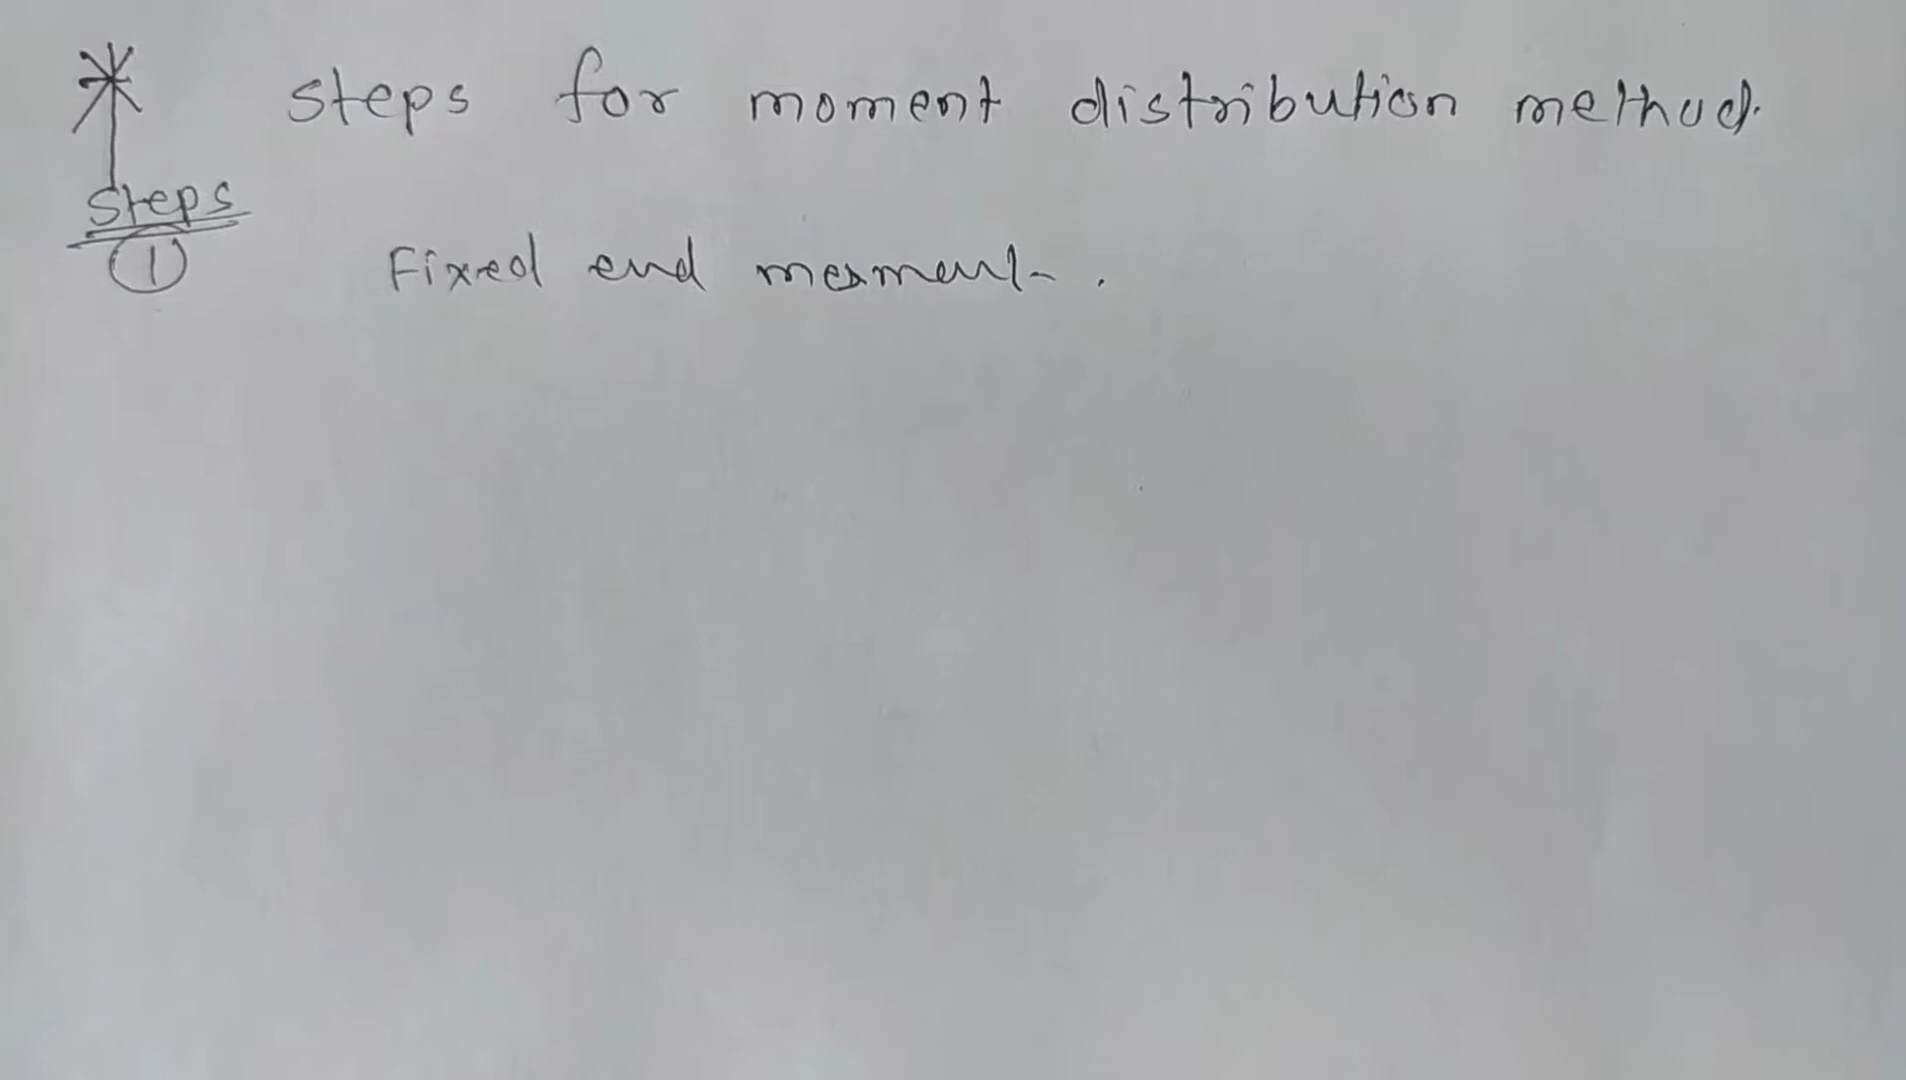 * steps for moment distribution method.
Steps
① Fixed end moment.